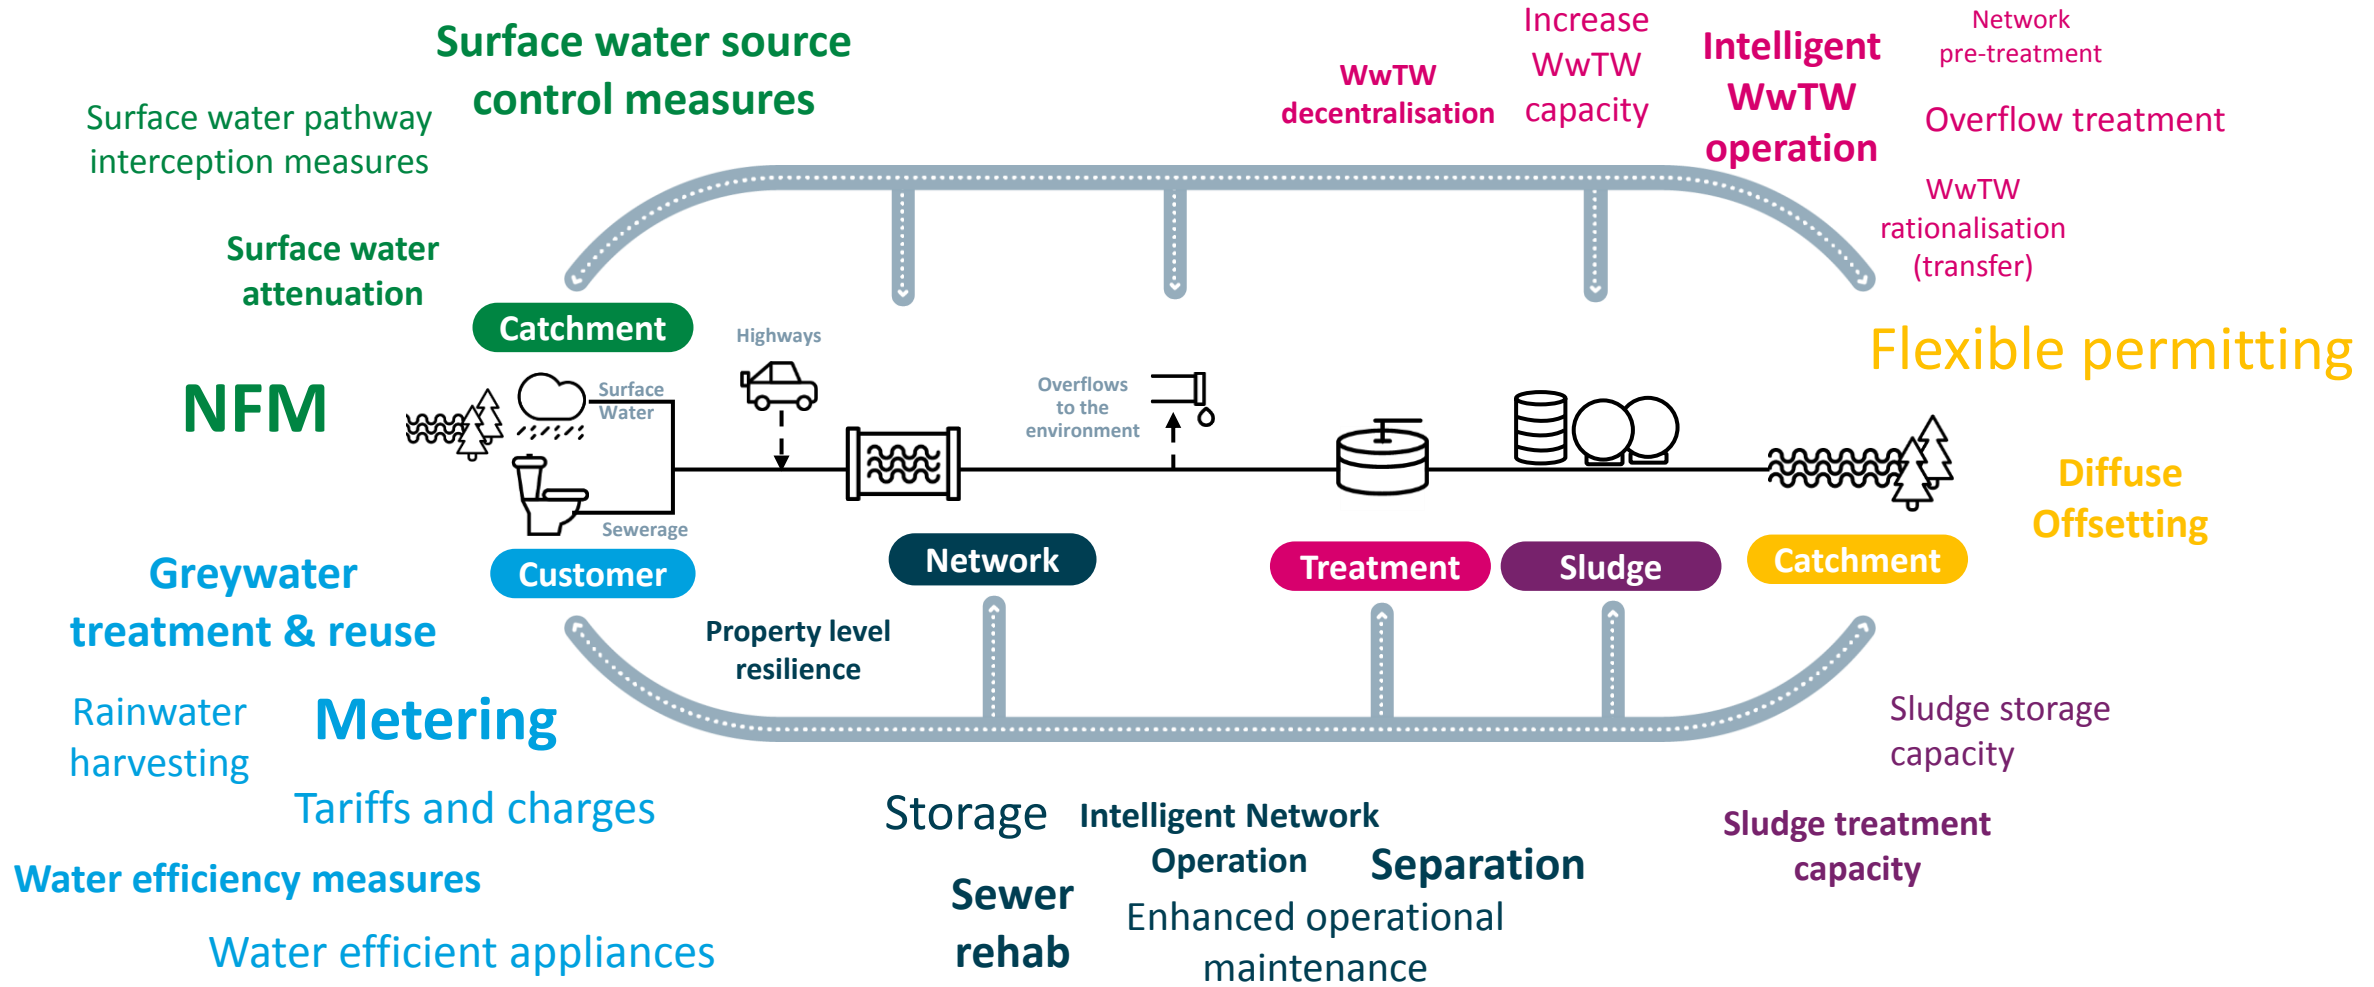 Surface water source
control measures
Surface water pathway
interception measures
Surface water
attenuation
NFM
WwTW
decentralisation
Increase
WwTW
capacity
Intelligent
WwTW
operation
Network
pre-treatment
Overflow treatment
WwTW
rationalisation
(transfer)
Catchment
Surface
Water
Sewerage
Highways
Overflows
to the
environment
Flexible permitting
Diffuse
Offsetting
Customer
Network
Treatment
Sludge
Catchment
Greywater
treatment & reuse
Rainwater
harvesting
Metering
Tariffs and charges
Water efficiency measures
Water efficient appliances
Property level
resilience
Storage
Intelligent Network
Operation
Separation
Sewer
rehab
Enhanced operational
maintenance
Sludge storage
capacity
Sludge treatment
capacity